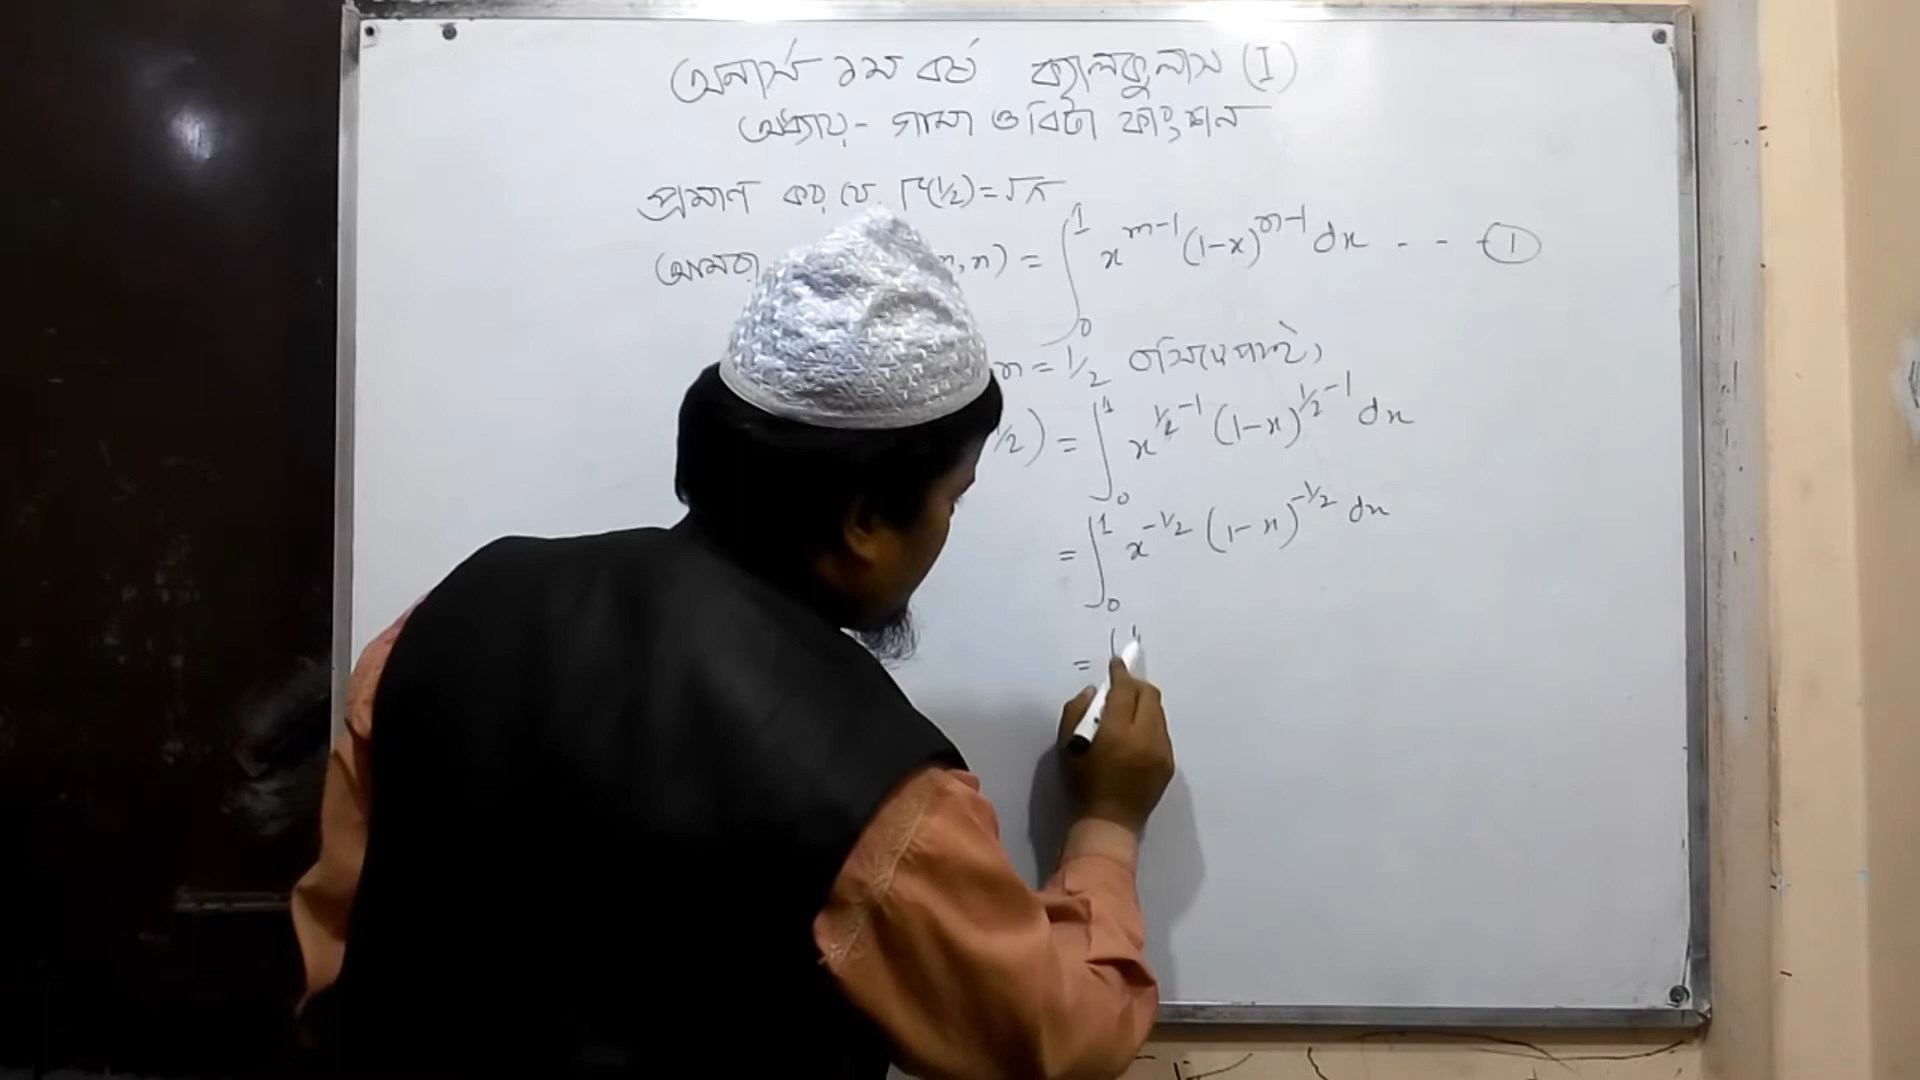 অনার্স ১ম বর্ষ ক্যালকুলাস (I)
অধ্যায়- গামা ও বিটা ফাংশন
প্রমাণ কর যে, Γ(1/2) = √π
আমরা , n) = ∫₀¹ x^{m-1} (1-x)^{n-1} dx - - - ①
n = 1/2 বসিয়ে পাই,
1/2) = ∫₀¹ x^{1/2 -1} (1-x)^{1/2 -1} dx
= ∫₀¹ x^{-1/2} (1-x)^{-1/2} dx
=